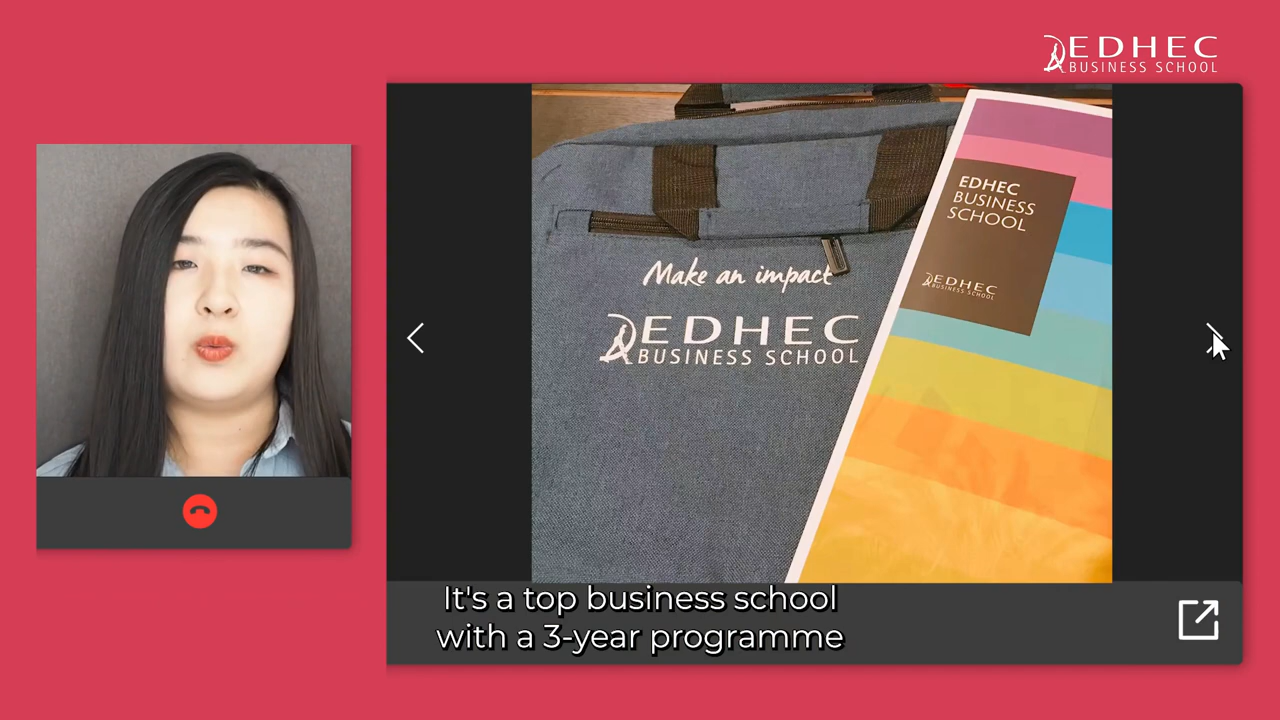 EDHEC
BUSINESS SCHOOL
Make an impact
EDHEC
BUSINESS SCHOOL
EDHEC
BUSINESS
SCHOOL
EDHEC
BUSINESS SCHOOL
It's a top business school
with a 3-year programme